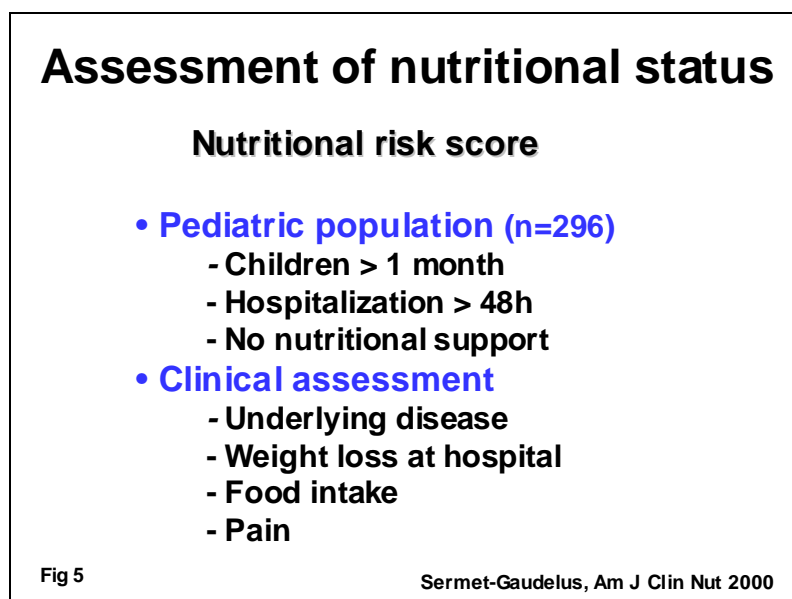 Assessment of nutritional status
Nutritional risk score
• Pediatric population (n=296)
- Children > 1 month
- Hospitalization > 48h
- No nutritional support
• Clinical assessment
- Underlying disease
- Weight loss at hospital
- Food intake
- Pain
Fig 5
Sermet-Gaudelus, Am J Clin Nut 2000